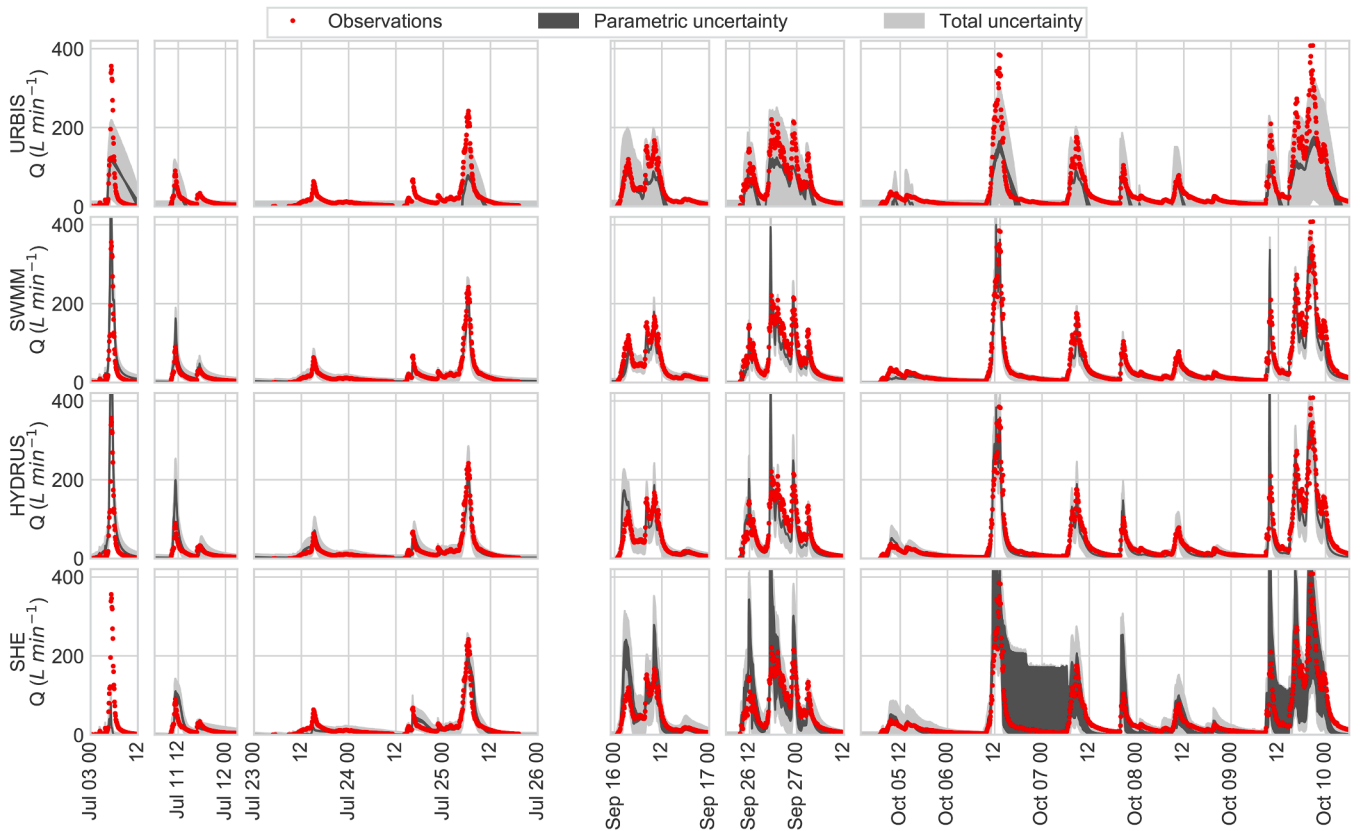 Observations Parametric uncertainty Total uncertainty
URBIS
Q (L min⁻¹)
400
200
0
SWMM
Q (L min⁻¹)
400
200
0
HYDRUS
Q (L min⁻¹)
400
200
0
SHE
Q (L min⁻¹)
400
200
0
Jul 03 00 12 Jul 11 12 Jul 12 00 Jul 23 00 12 Jul 24 00 12 Jul 25 00 12 Jul 26 00 Sep 16 00 12 Sep 17 00 Sep 26 12 Sep 27 00 12 Oct 05 12 Oct 06 00 12 Oct 07 00 12 Oct 08 00 12 Oct 09 00 12 Oct 10 00